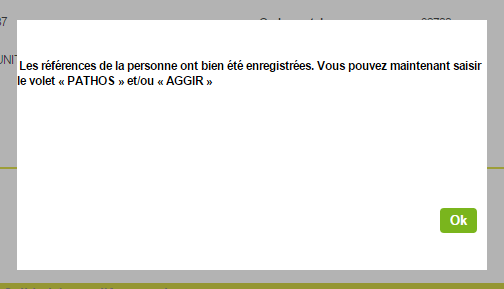 Les références de la personne ont bien été enregistrées. Vous pouvez maintenant saisir
le volet « PATHOS » et/ou « AGGIR »
Ok